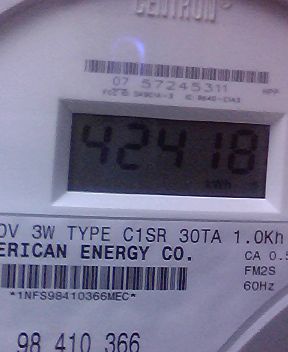 CENTRON®
07 57245311
HPP
42418
kWh
0V 3W TYPE C1SR 30TA 1.0Kh
ERICAN ENERGY CO.
CA 0.5
FM2S
60Hz
*1NFS98410366MEC*
98 410 366